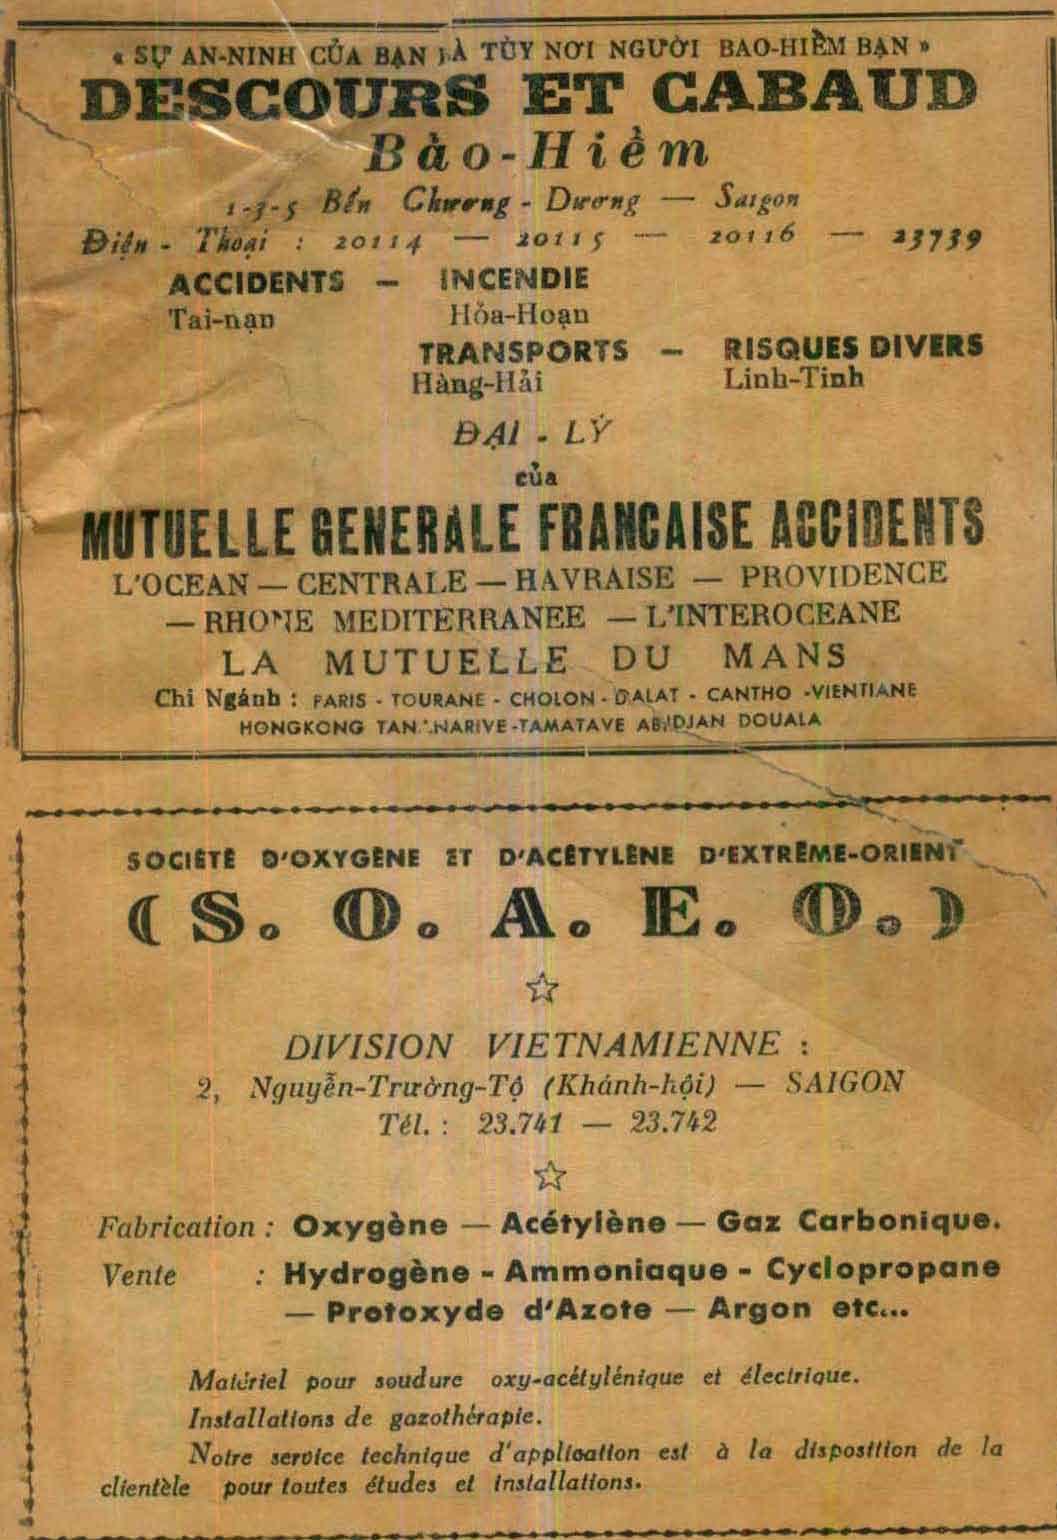 « SỰ AN-NINH CỦA BẠN LÀ TÙY NƠI NGƯỜI BAO-HIỂM BẠN »
DESCOURS ET CABAUD
Bảo-Hiểm
1-3-5 Bến Chương-Dương — Saigon
Điện-Thoại : 20114 — 20115 — 20116 — 23739
ACCIDENTS — INCENDIE
Tai-nạn Hỏa-Hoạn
TRANSPORTS — RISQUES DIVERS
Hàng-Hải Linh-Tinh
ĐẠI-LÝ
của
MUTUELLE GENERALE FRANCAISE ACCIDENTS
L'OCEAN — CENTRALE — HAVRAISE — PROVIDENCE
— RHONE MEDITERRANEE — L'INTEROCEANE
LA MUTUELLE DU MANS
Chi Ngánh : PARIS - TOURANE - CHOLON - DALAT - CANTHO -VIENTIANE
HONGKONG TANANARIVE-TAMATAVE ABIDJAN DOUALA
SOCIÉTÉ D'OXYGÈNE ET D'ACÉTYLÈNE D'EXTRÊME-ORIENT
(S. O. A. E. O.)
DIVISION VIETNAMIENNE :
2, Nguyễn-Trường-Tộ (Khánh-hội) — SAIGON
Tél. : 23.741 — 23.742
Fabrication : Oxygène — Acétylène — Gaz Carbonique.
Vente : Hydrogène - Ammoniaque - Cyclopropane
— Protoxyde d'Azote — Argon etc...
Matériel pour soudure oxy-acétylénique et électrique.
Installations de gazothérapie.
Notre service technique d'application est à la disposition de la
clientèle pour toutes études et installations.